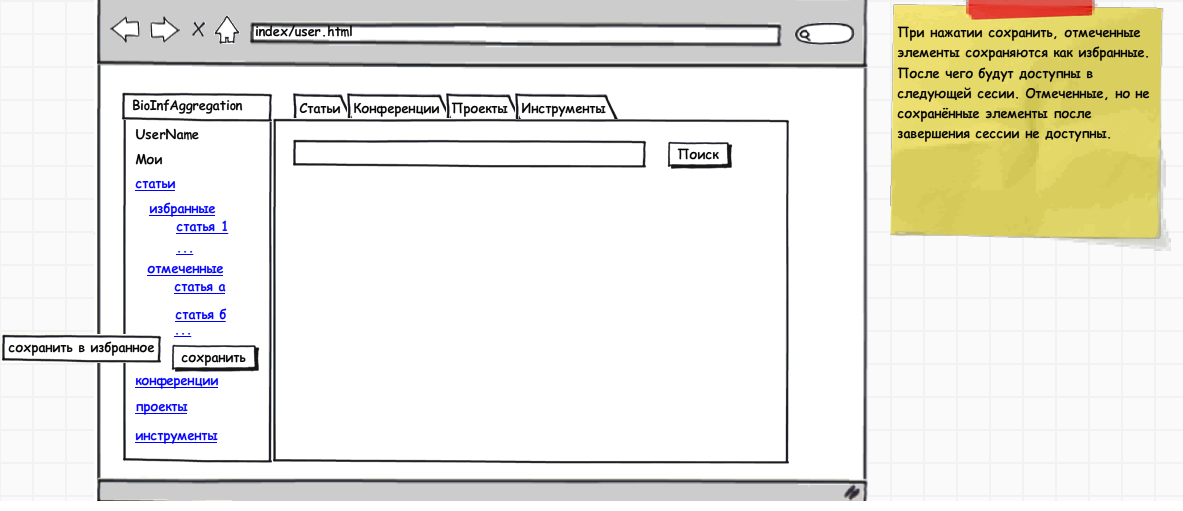 index/user.html
BioInfAggregation
UserName
Мои
статьи
избранные
статья 1
...
отмеченные
статья а
статья б
...
сохранить в избранное
сохранить
конференции
проекты
инструменты
Статьи Конференции Проекты Инструменты
Поиск
При нажатии сохранить, отмеченные
элементы сохраняются как избранные.
После чего будут доступны в
следующей сесии. Отмеченные, но не
сохранённые элементы после
завершения сессии не доступны.